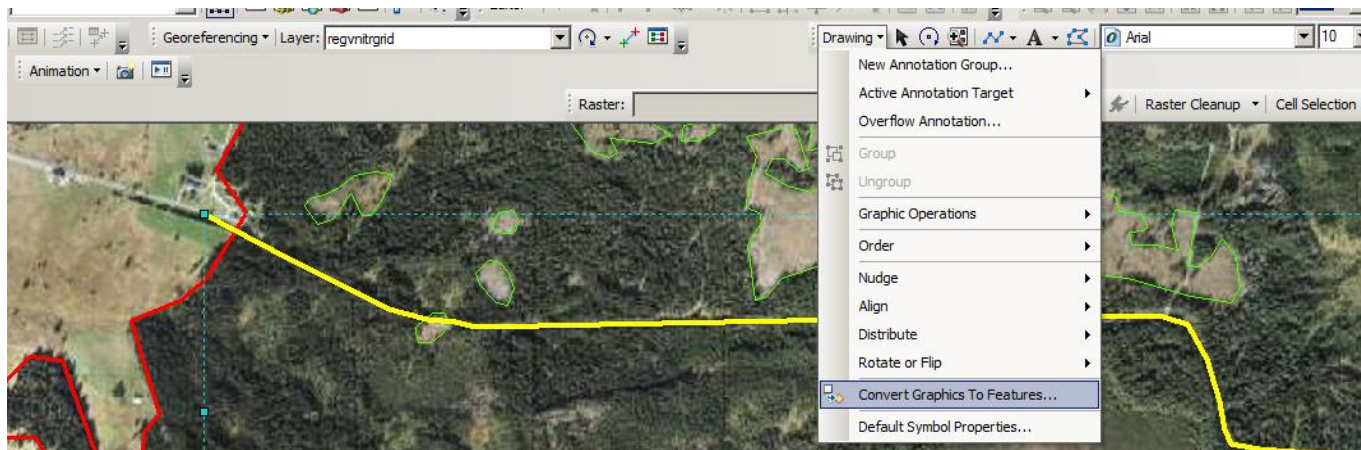 Georeferencing Layer: regvnitrgrid Drawing A Arial 10
Animation
Raster: Raster Cleanup Cell Selection
New Annotation Group...
Active Annotation Target
Overflow Annotation...
Group
Ungroup
Graphic Operations
Order
Nudge
Align
Distribute
Rotate or Flip
Convert Graphics To Features...
Default Symbol Properties...